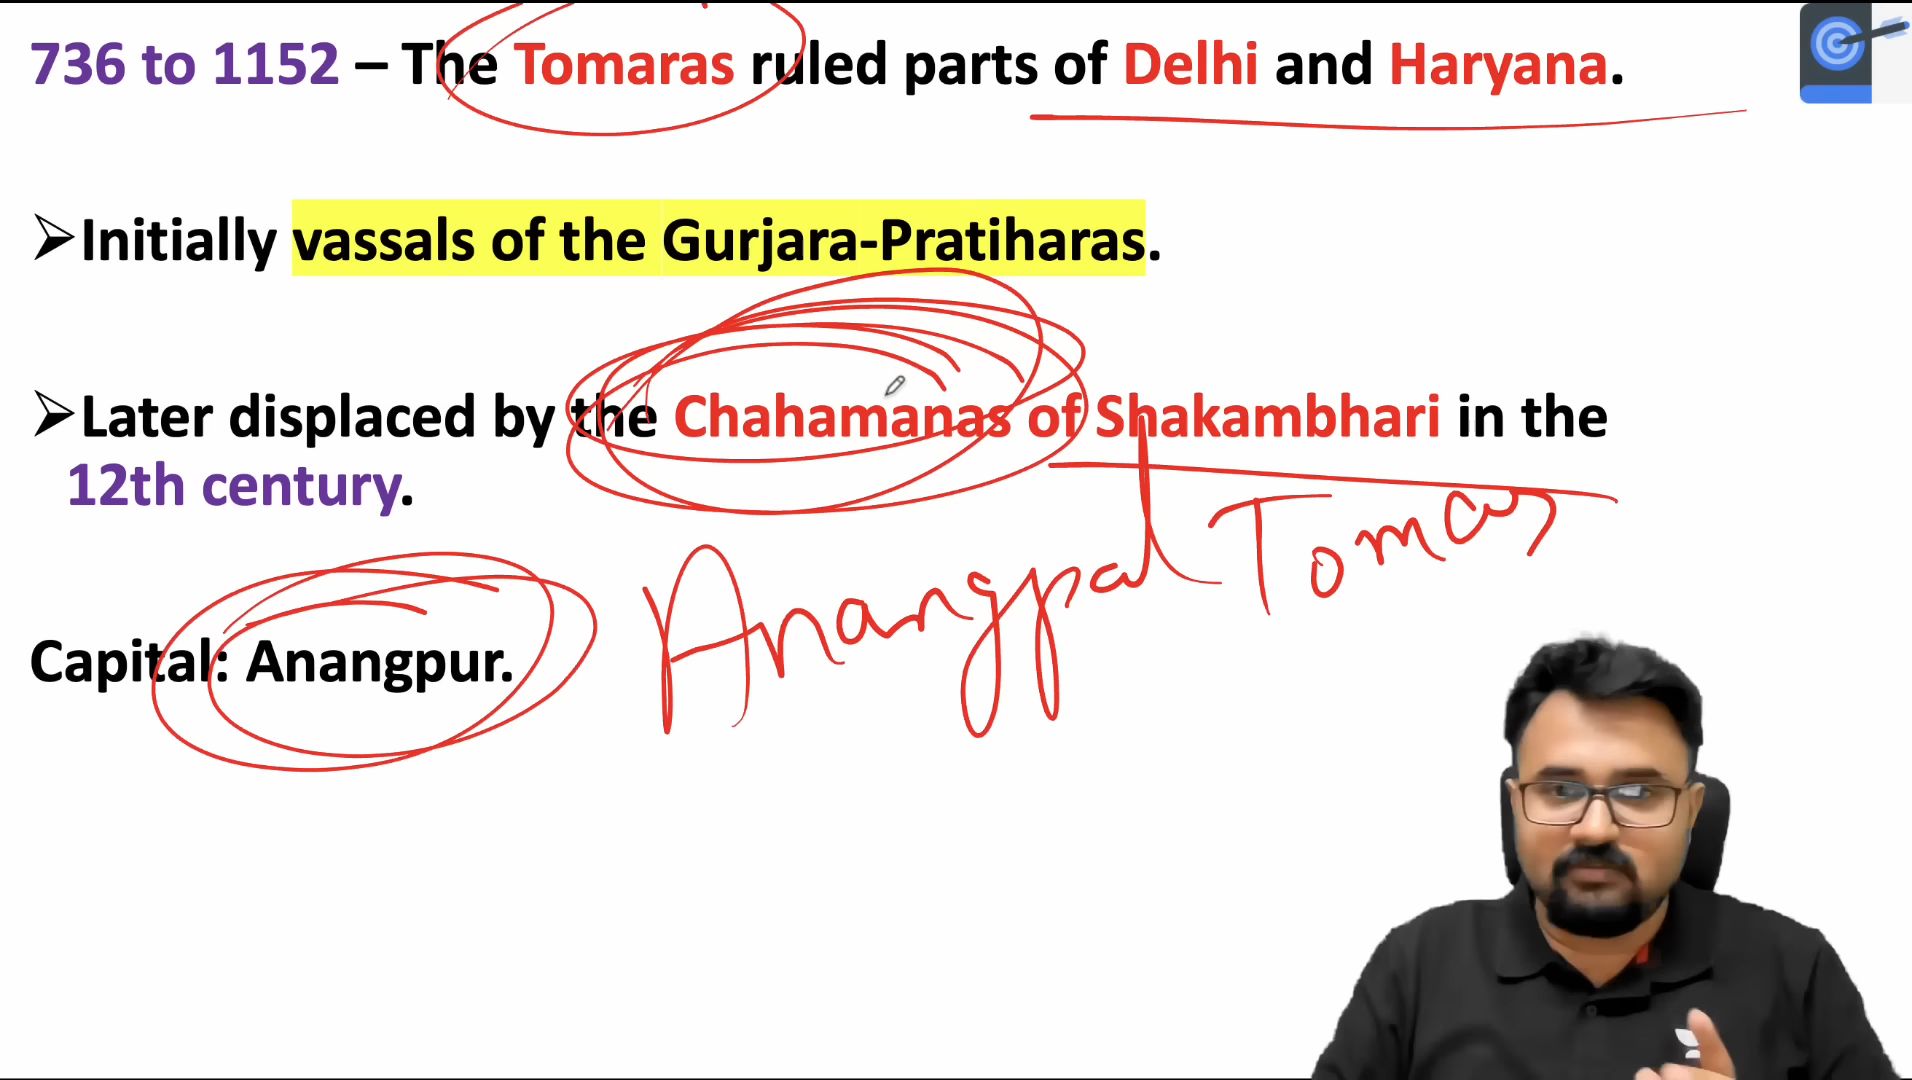 736 to 1152 – The Tomaras ruled parts of Delhi and Haryana.
➢Initially vassals of the Gurjara-Pratiharas.
➢Later displaced by the Chahamanas of Shakambhari in the
12th century.
Anangpal Tomar
Capital: Anangpur.